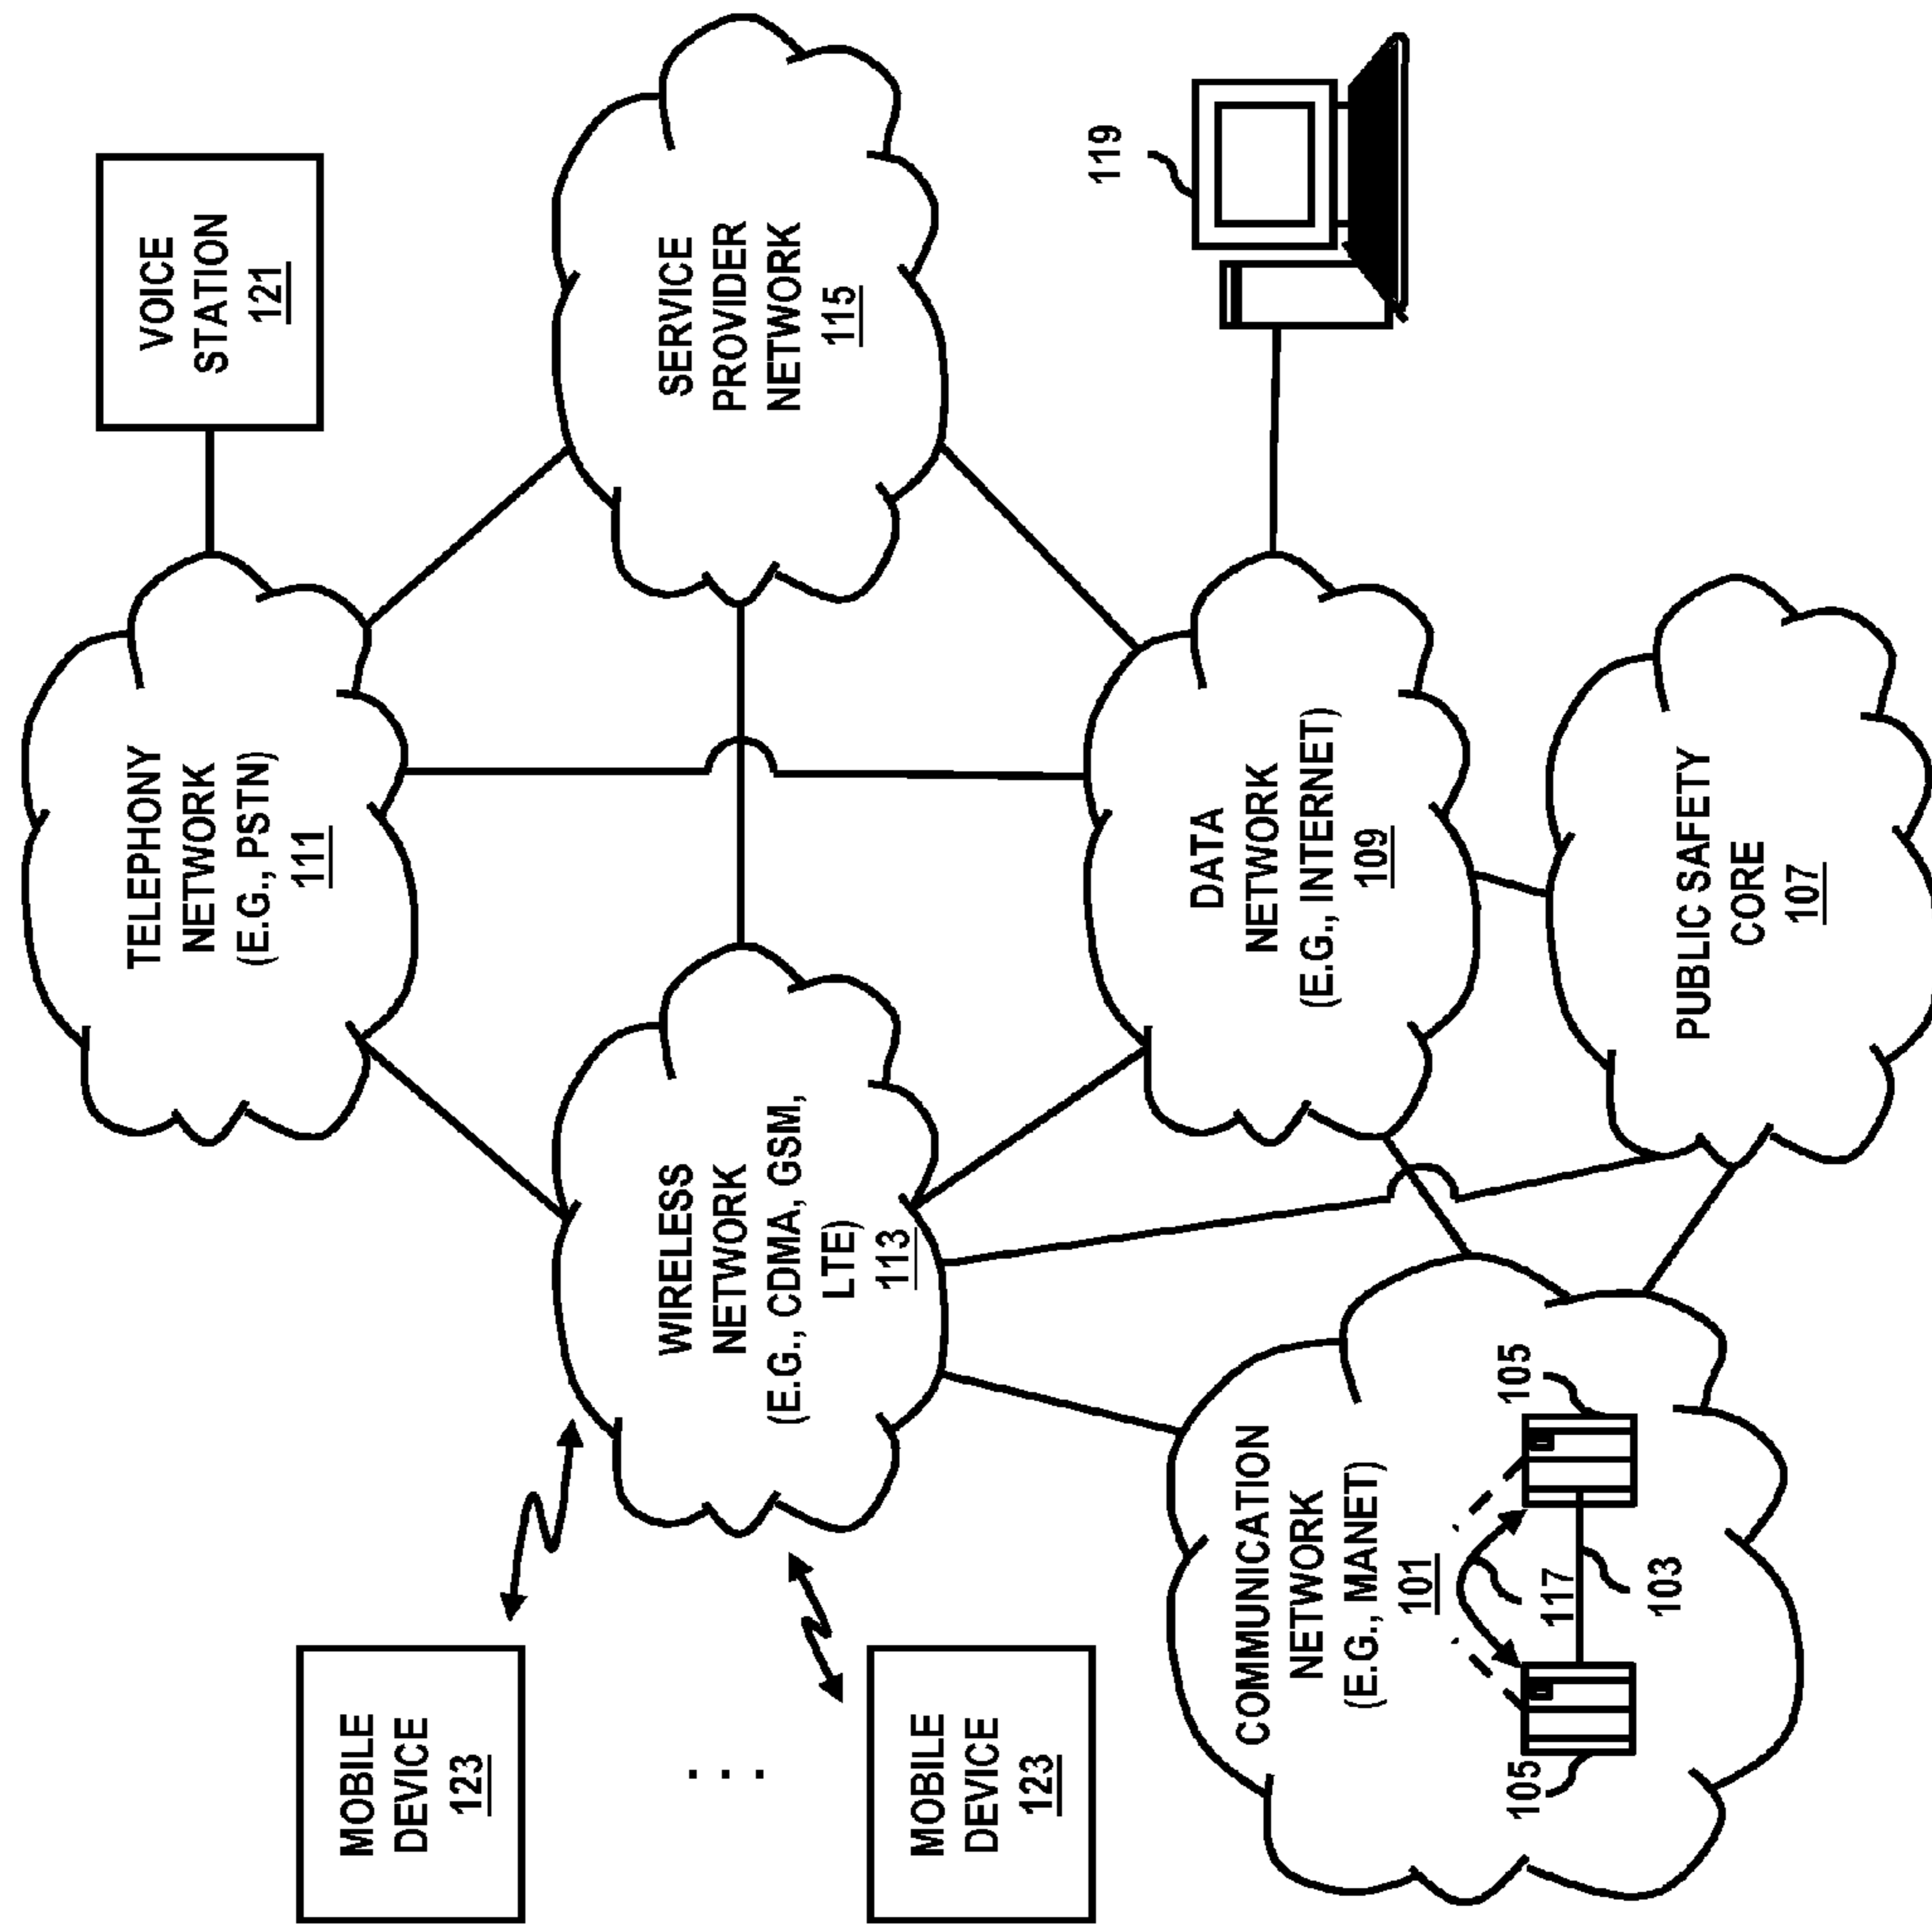 MOBILE
DEVICE
123
. . .
MOBILE
DEVICE
123
TELEPHONY
NETWORK
(E.G., PSTN)
111
VOICE
STATION
121
WIRELESS
NETWORK
(E.G., CDMA, GSM,
LTE)
113
SERVICE
PROVIDER
NETWORK
115
COMMUNICATION
NETWORK
(E.G., MANET)
101
105
105
117
103
DATA
NETWORK
(E.G., INTERNET)
109
119
PUBLIC SAFETY
CORE
107